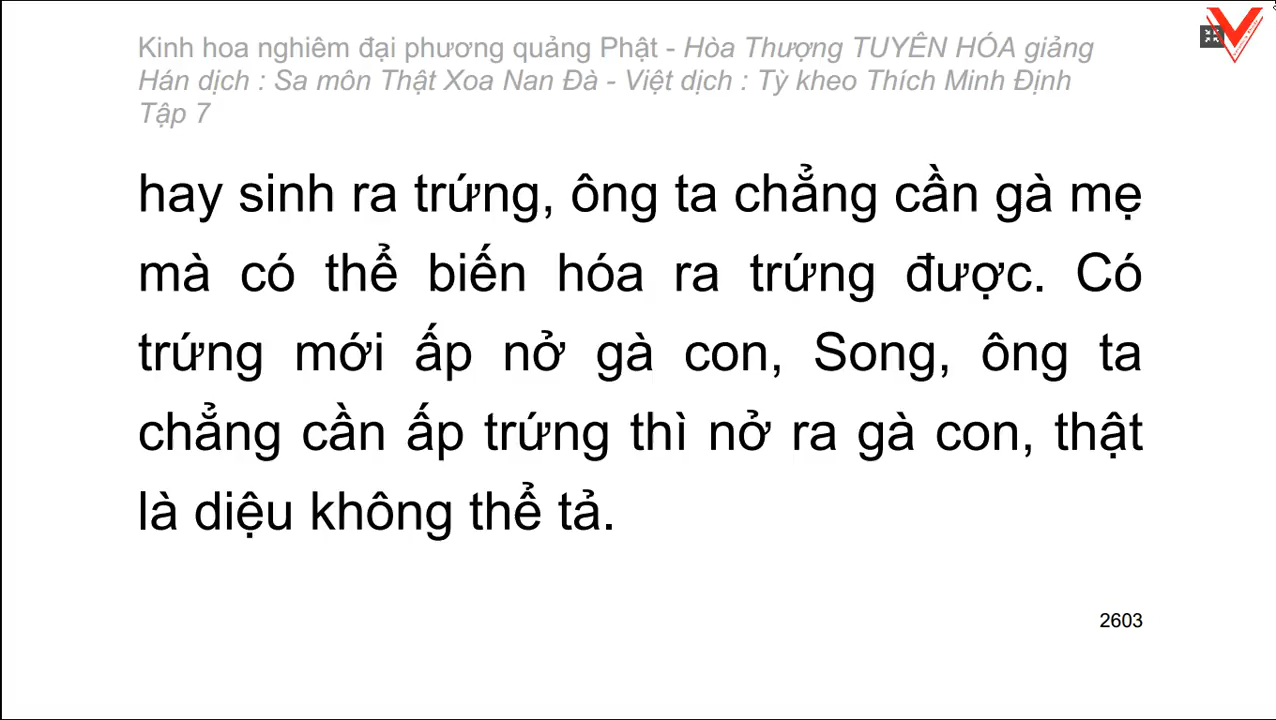 Kinh hoa nghiêm đại phương quảng Phật - Hòa Thượng TUYÊN HÓA giảng
Hán dịch : Sa môn Thật Xoa Nan Đà - Việt dịch : Tỳ kheo Thích Minh Định
Tập 7
hay sinh ra trứng, ông ta chẳng cần gà mẹ
mà có thể biến hóa ra trứng được. Có
trứng mới ấp nở gà con, Song, ông ta
chẳng cần ấp trứng thì nở ra gà con, thật
là diệu không thể tả.
2603